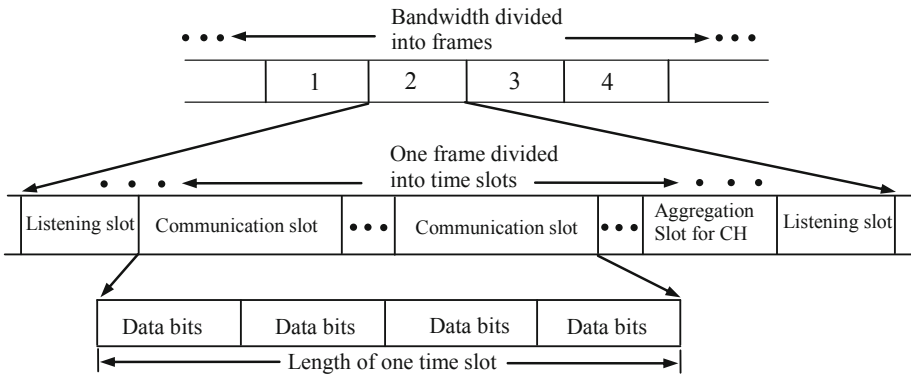 Bandwidth divided
into frames
1 2 3 4
One frame divided
into time slots
Listening slot Communication slot Communication slot Aggregation Slot for CH Listening slot
Data bits Data bits Data bits Data bits
Length of one time slot